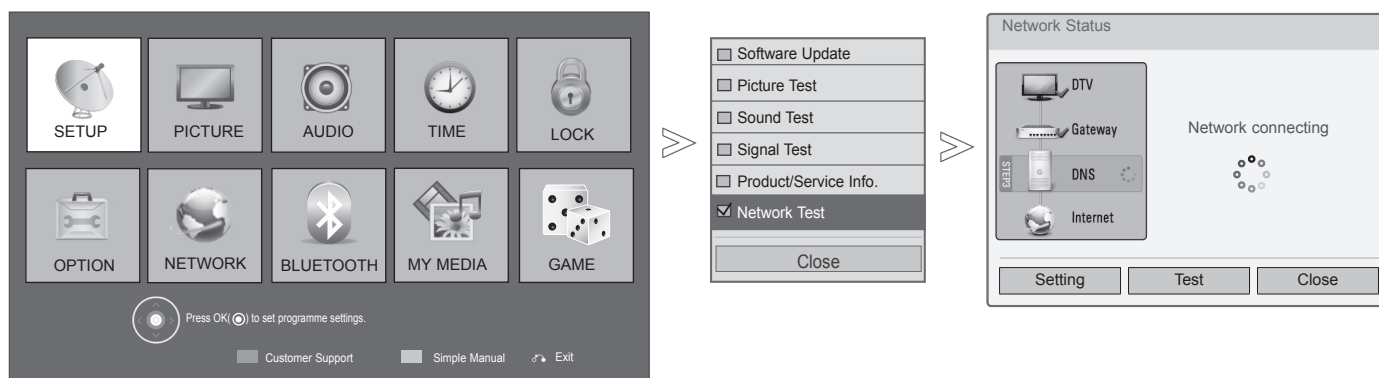 SETUP PICTURE AUDIO TIME LOCK
OPTION NETWORK BLUETOOTH MY MEDIA GAME
Press OK(◉) to set programme settings.
Customer Support Simple Manual Exit
Software Update
Picture Test
Sound Test
Signal Test
Product/Service Info.
Network Test
Close
Network Status
DTV
Gateway
STEP3
DNS
Internet
Network connecting
Setting Test Close